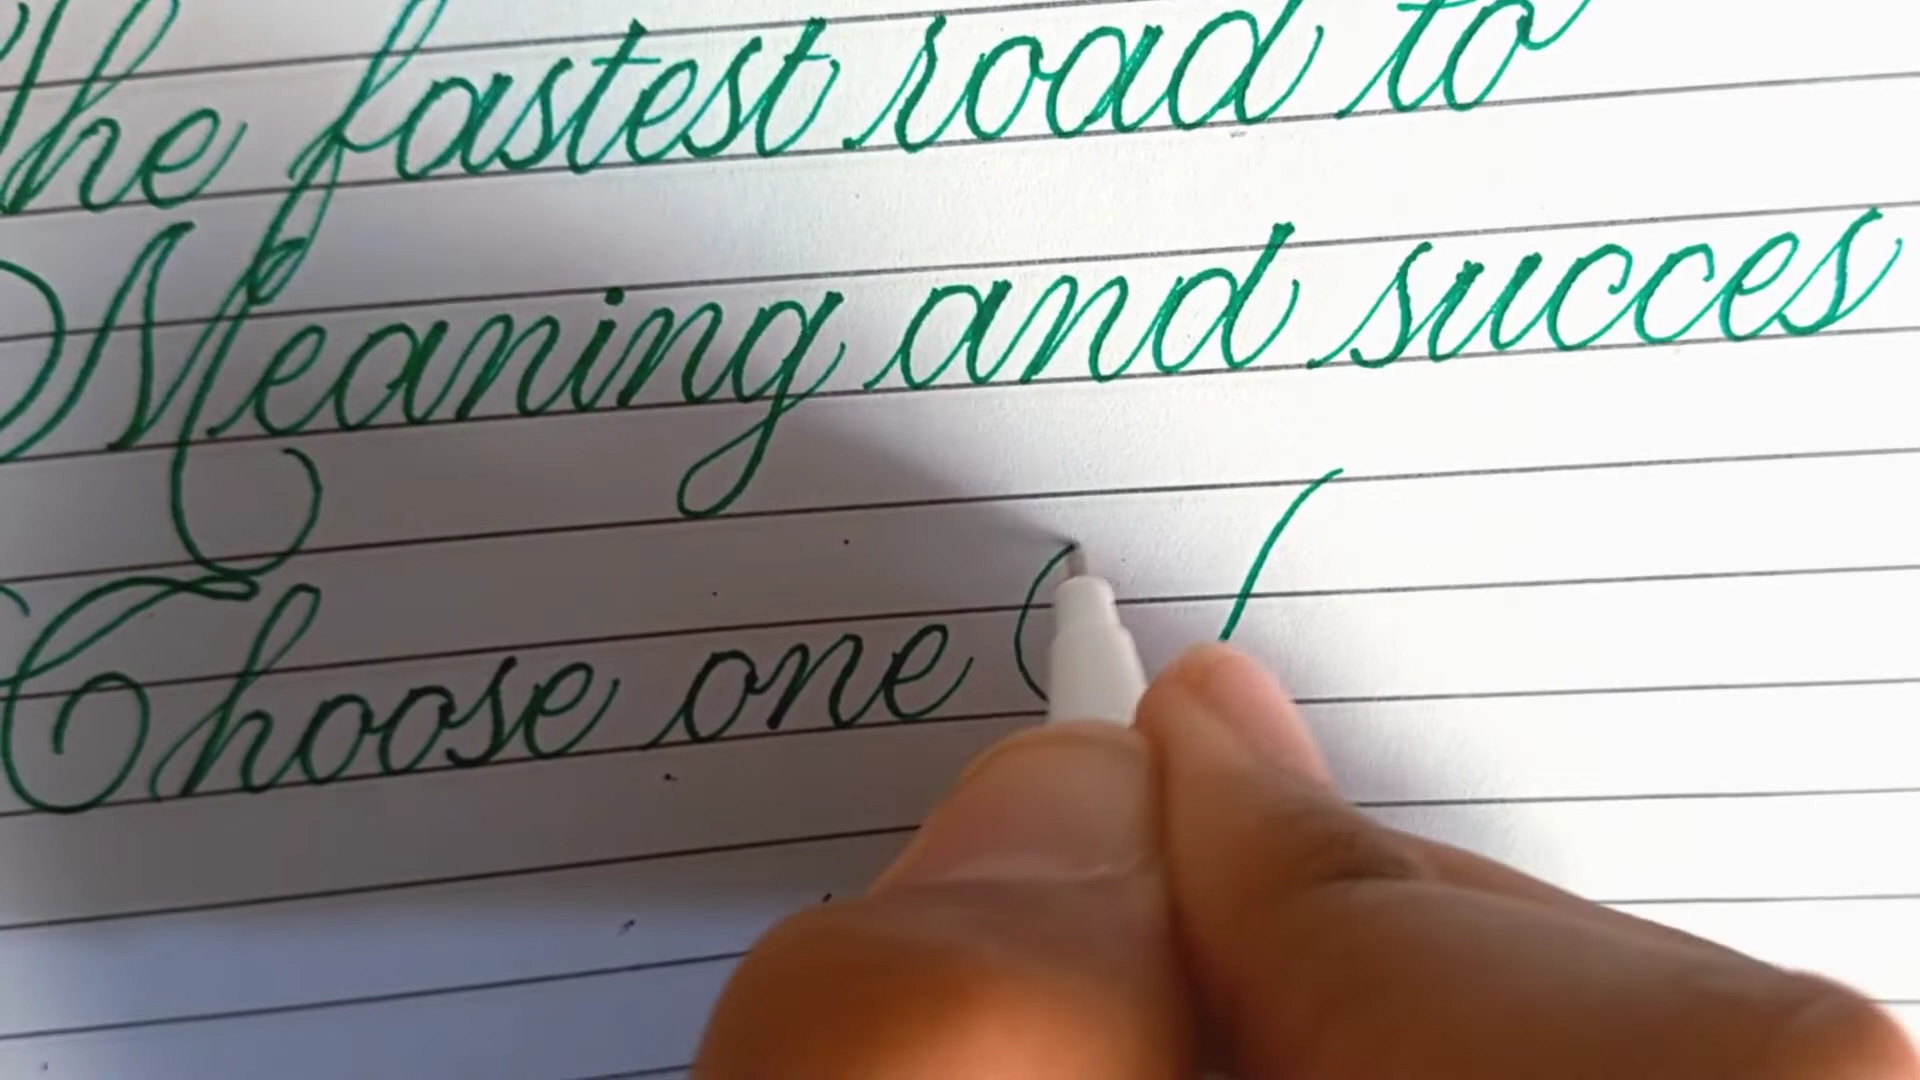 The fastest road to
Meaning and succes
Choose one